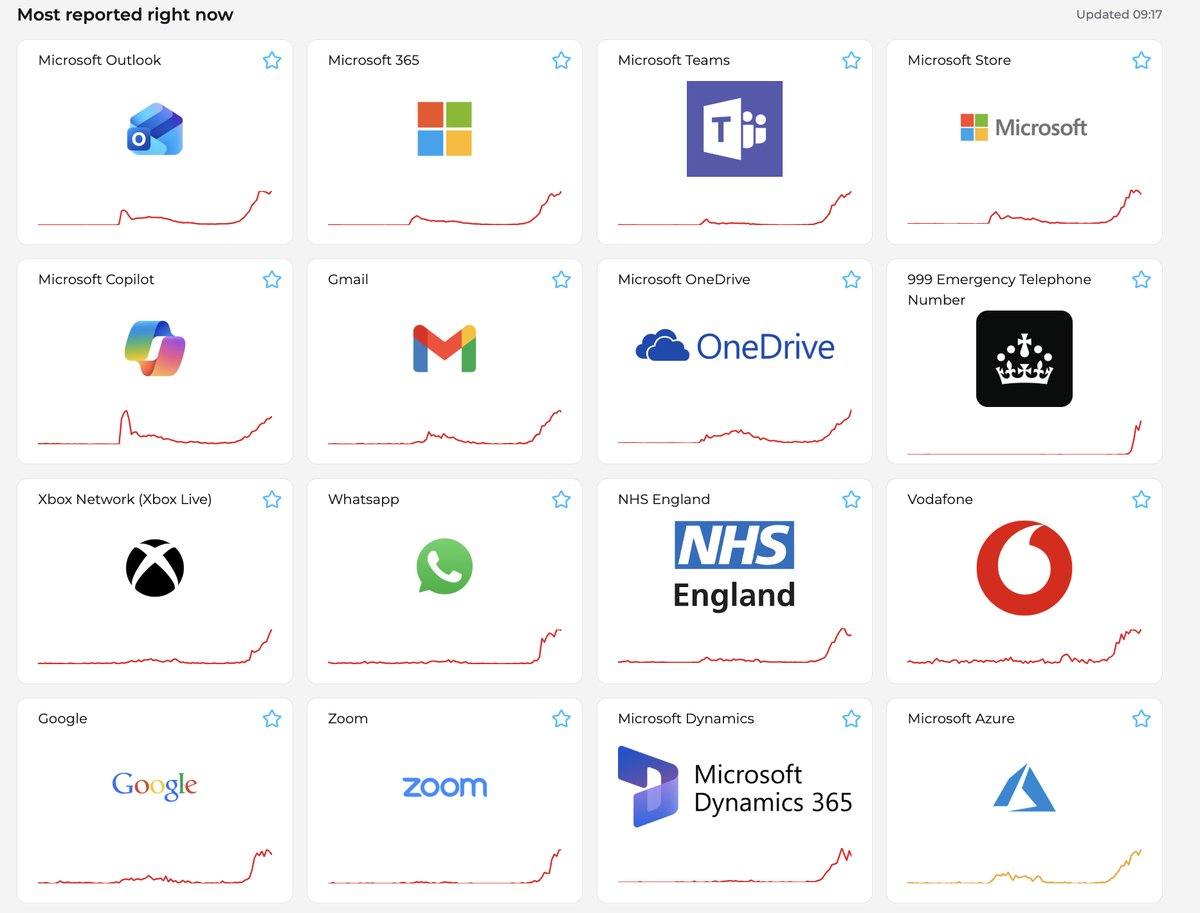 Most reported right now
Updated 09:17
Microsoft Outlook
Microsoft 365
Microsoft Teams
Microsoft Store
O
T
Microsoft
Microsoft Copilot
Gmail
Microsoft OneDrive
999 Emergency Telephone
Number
OneDrive
Xbox Network (Xbox Live)
Whatsapp
NHS England
Vodafone
NHS
England
Google
Zoom
Microsoft Dynamics
Microsoft Azure
Google
zoom
Microsoft
Dynamics 365